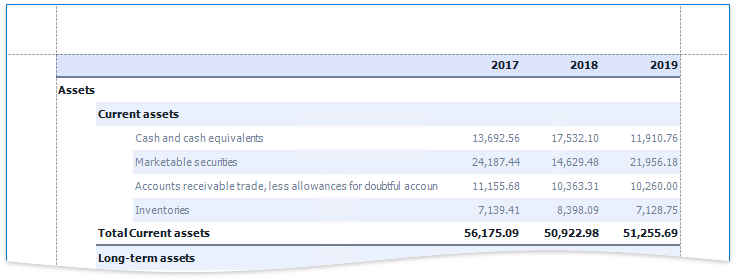 2017 2018 2019
Assets
Current assets
Cash and cash equivalents 13,692.56 17,532.10 11,910.76
Marketable securities 24,187.44 14,629.48 21,956.18
Accounts receivable trade, less allowances for doubtful accoun 11,155.68 10,363.31 10,260.00
Inventories 7,139.41 8,398.09 7,128.75
Total Current assets 56,175.09 50,922.98 51,255.69
Long-term assets